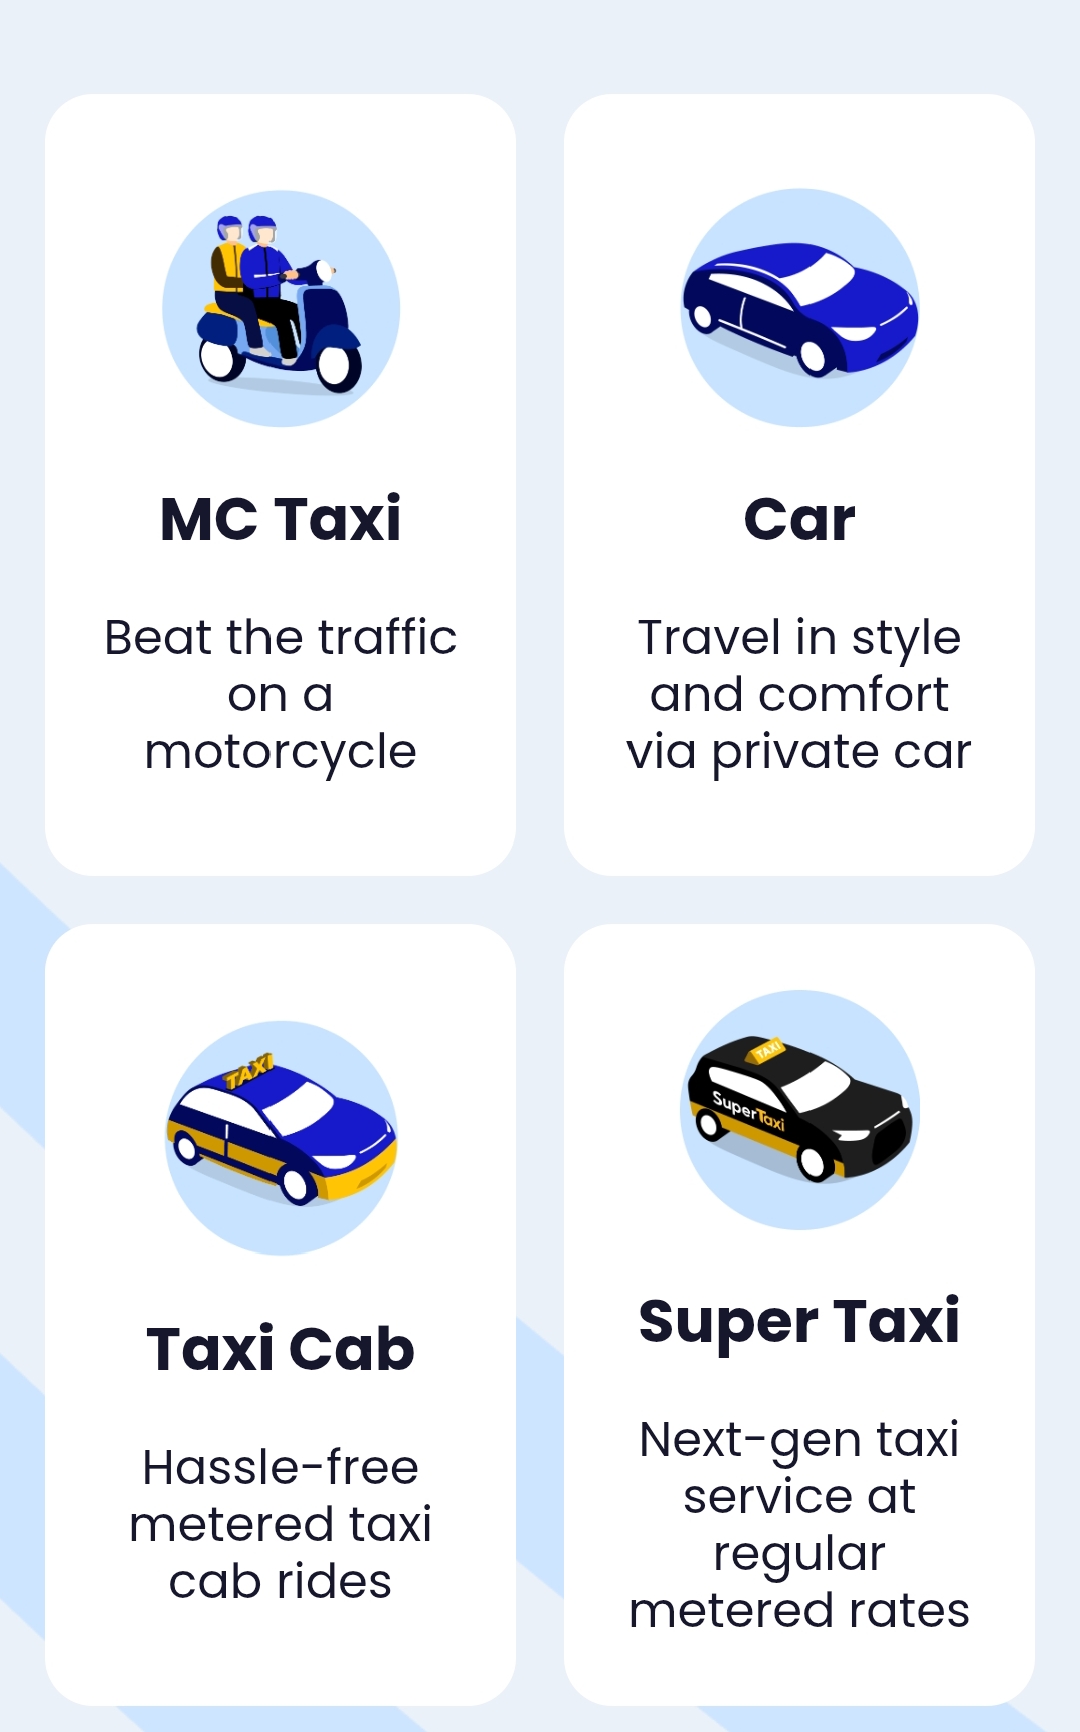 MC Taxi
Beat the traffic
on a
motorcycle
Car
Travel in style
and comfort
via private car
TAXI
Taxi Cab
Hassle-free
metered taxi
cab rides
TAXI
SuperTaxi
Super Taxi
Next-gen taxi
service at
regular
metered rates